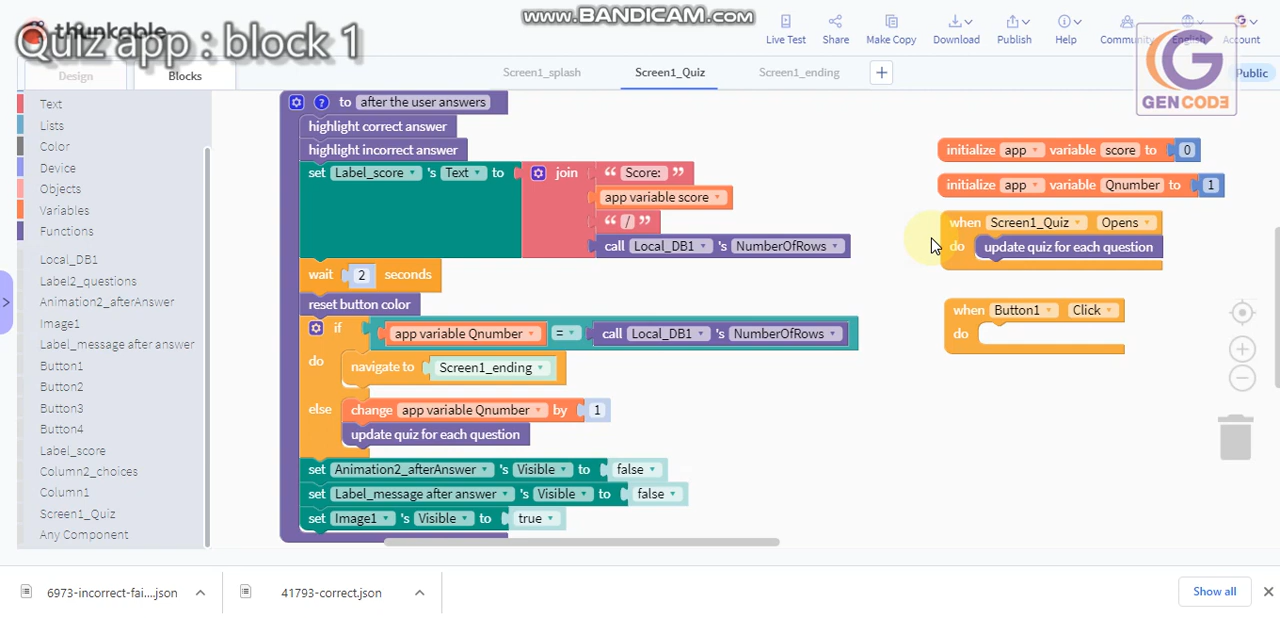 www.BANDICAM.com
thunkable
Quiz app : block 1
Live Test
Share
Make Copy
Download
Publish
Help
Community
English
Account
GENCODE
Public
Design
Blocks
Screen1_splash
Screen1_Quiz
Screen1_ending
Text
Lists
Color
Device
Objects
Variables
Functions
Local_DB1
Label2_questions
Animation2_afterAnswer
Image1
Label_message after answer
Button1
Button2
Button3
Button4
Label_score
Column2_choices
Column1
Screen1_Quiz
Any Component
? to after the user answers
highlight correct answer
highlight incorrect answer
set Label_score 's Text to join “ Score: ”
app variable score
“ / ”
call Local_DB1 's NumberOfRows
wait 2 seconds
reset button color
if app variable Qnumber = call Local_DB1 's NumberOfRows
do navigate to Screen1_ending
else change app variable Qnumber by 1
update quiz for each question
set Animation2_afterAnswer 's Visible to false
set Label_message after answer 's Visible to false
set Image1 's Visible to true
initialize app variable score to 0
initialize app variable Qnumber to 1
when Screen1_Quiz Opens
do update quiz for each question
when Button1 Click
do
6973-incorrect-fai....json
41793-correct.json
Show all